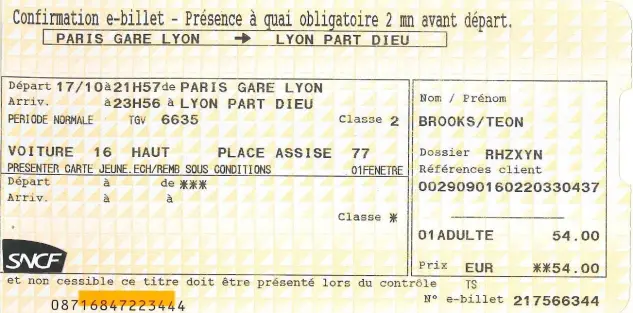 Confirmation e-billet - Présence à quai obligatoire 2 mn avant départ.
PARIS GARE LYON → LYON PART DIEU
Départ 17/10 à 21H57 de PARIS GARE LYON
Arriv. à 23H56 à LYON PART DIEU
PERIODE NORMALE TGV 6635 Classe 2
VOITURE 16 HAUT PLACE ASSISE 77
PRESENTER CARTE JEUNE.ECH/REMB SOUS CONDITIONS 01FENETRE
Départ à de ***
Arriv. à à
Classe *
SNCF
Nom / Prénom
BROOKS/TEON
Dossier RHZXYN
Références client
0029090160220330437
01ADULTE 54.00
Prix EUR **54.00
et non cessible ce titre doit être présenté lors du contrôle TS
N° e-billet 217566344
08716847223444